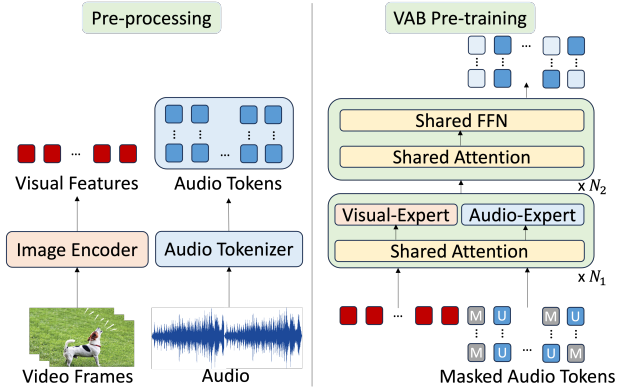 Pre-processing
Visual Features
Audio Tokens
Image Encoder
Audio Tokenizer
Video Frames
Audio
VAB Pre-training
Shared FFN
Shared Attention
x N₂
Visual-Expert
Audio-Expert
Shared Attention
x N₁
M U ... M U
U M ... U M
Masked Audio Tokens